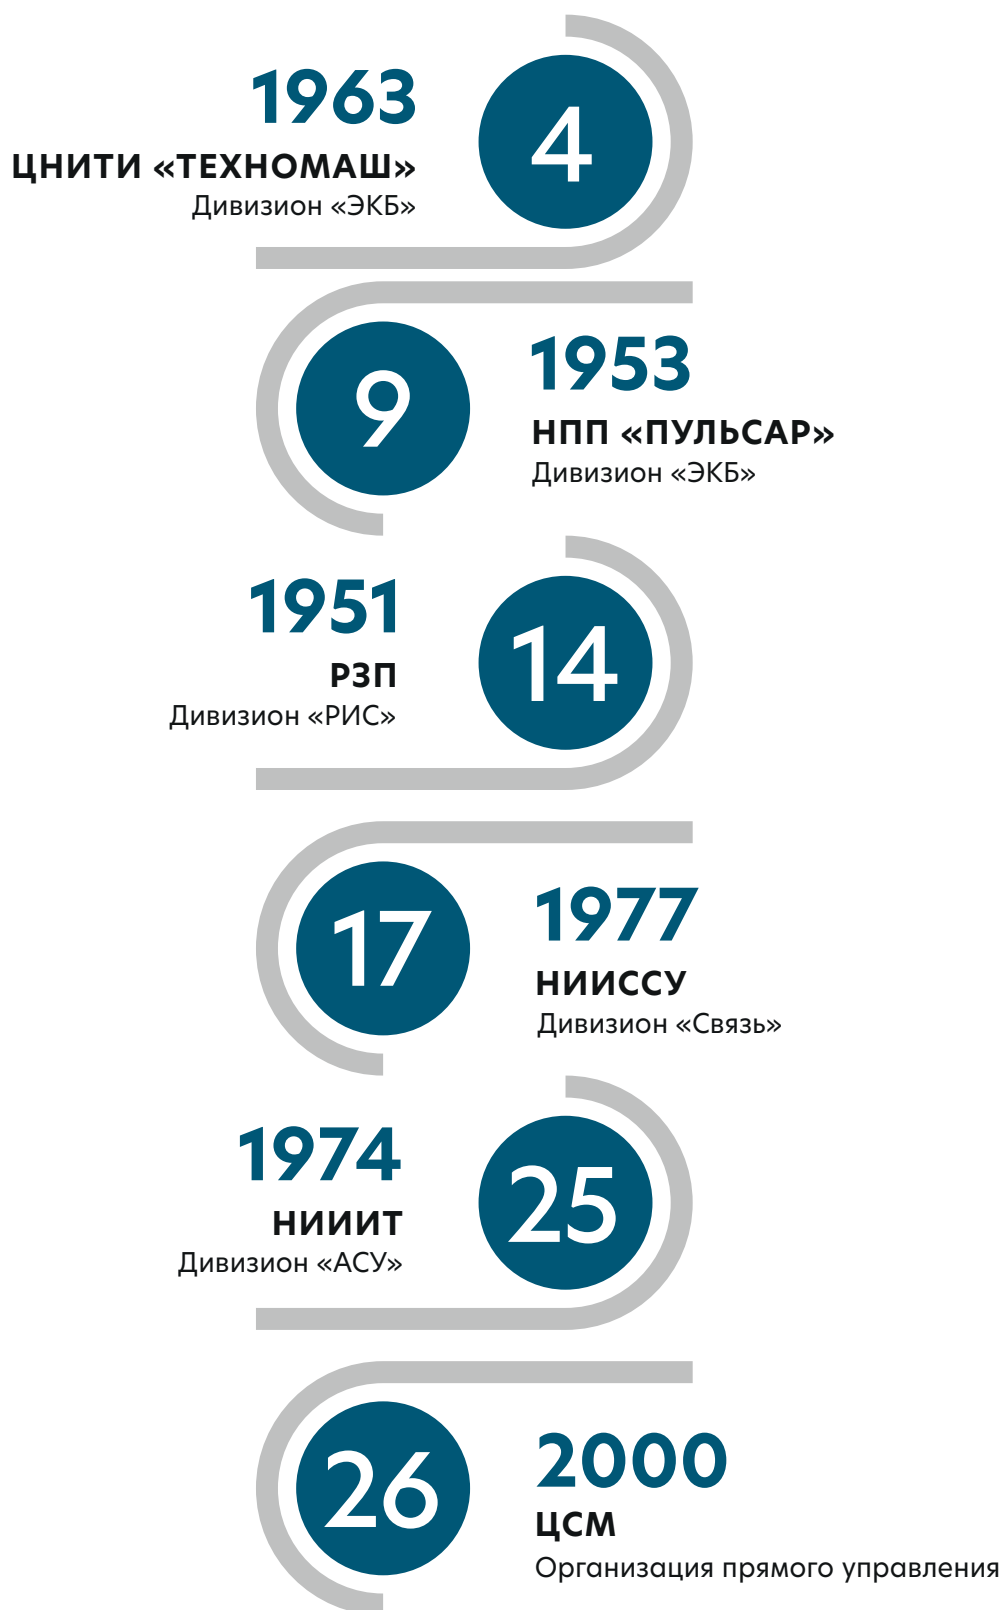 1963
ЦНИТИ «ТЕХНОМАШ»
Дивизион «ЭКБ»
4
9
1953
НПП «ПУЛЬСАР»
Дивизион «ЭКБ»
1951
РЗП
Дивизион «РИС»
14
17
1977
НИИССУ
Дивизион «Связь»
1974
НИИИТ
Дивизион «АСУ»
25
26
2000
ЦСМ
Организация прямого управления